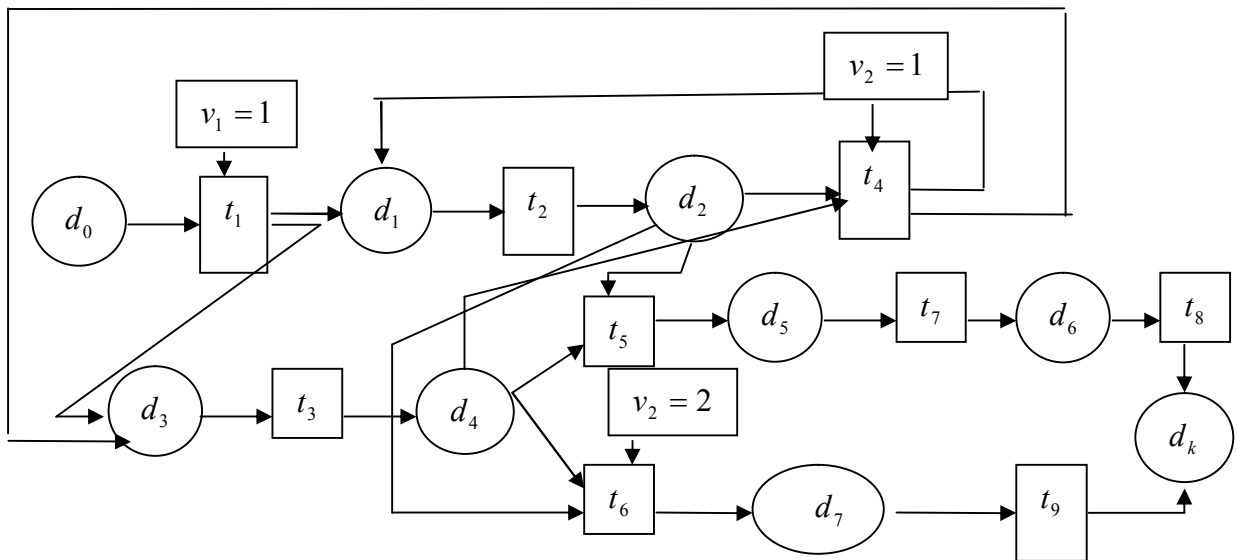 v₂ = 1
v₁ = 1
d₀
t₁
d₁
t₂
d₂
t₄
t₅
d₅
t₇
d₆
t₈
d₃
t₃
d₄
v₂ = 2
dₖ
t₆
d₇
t₉